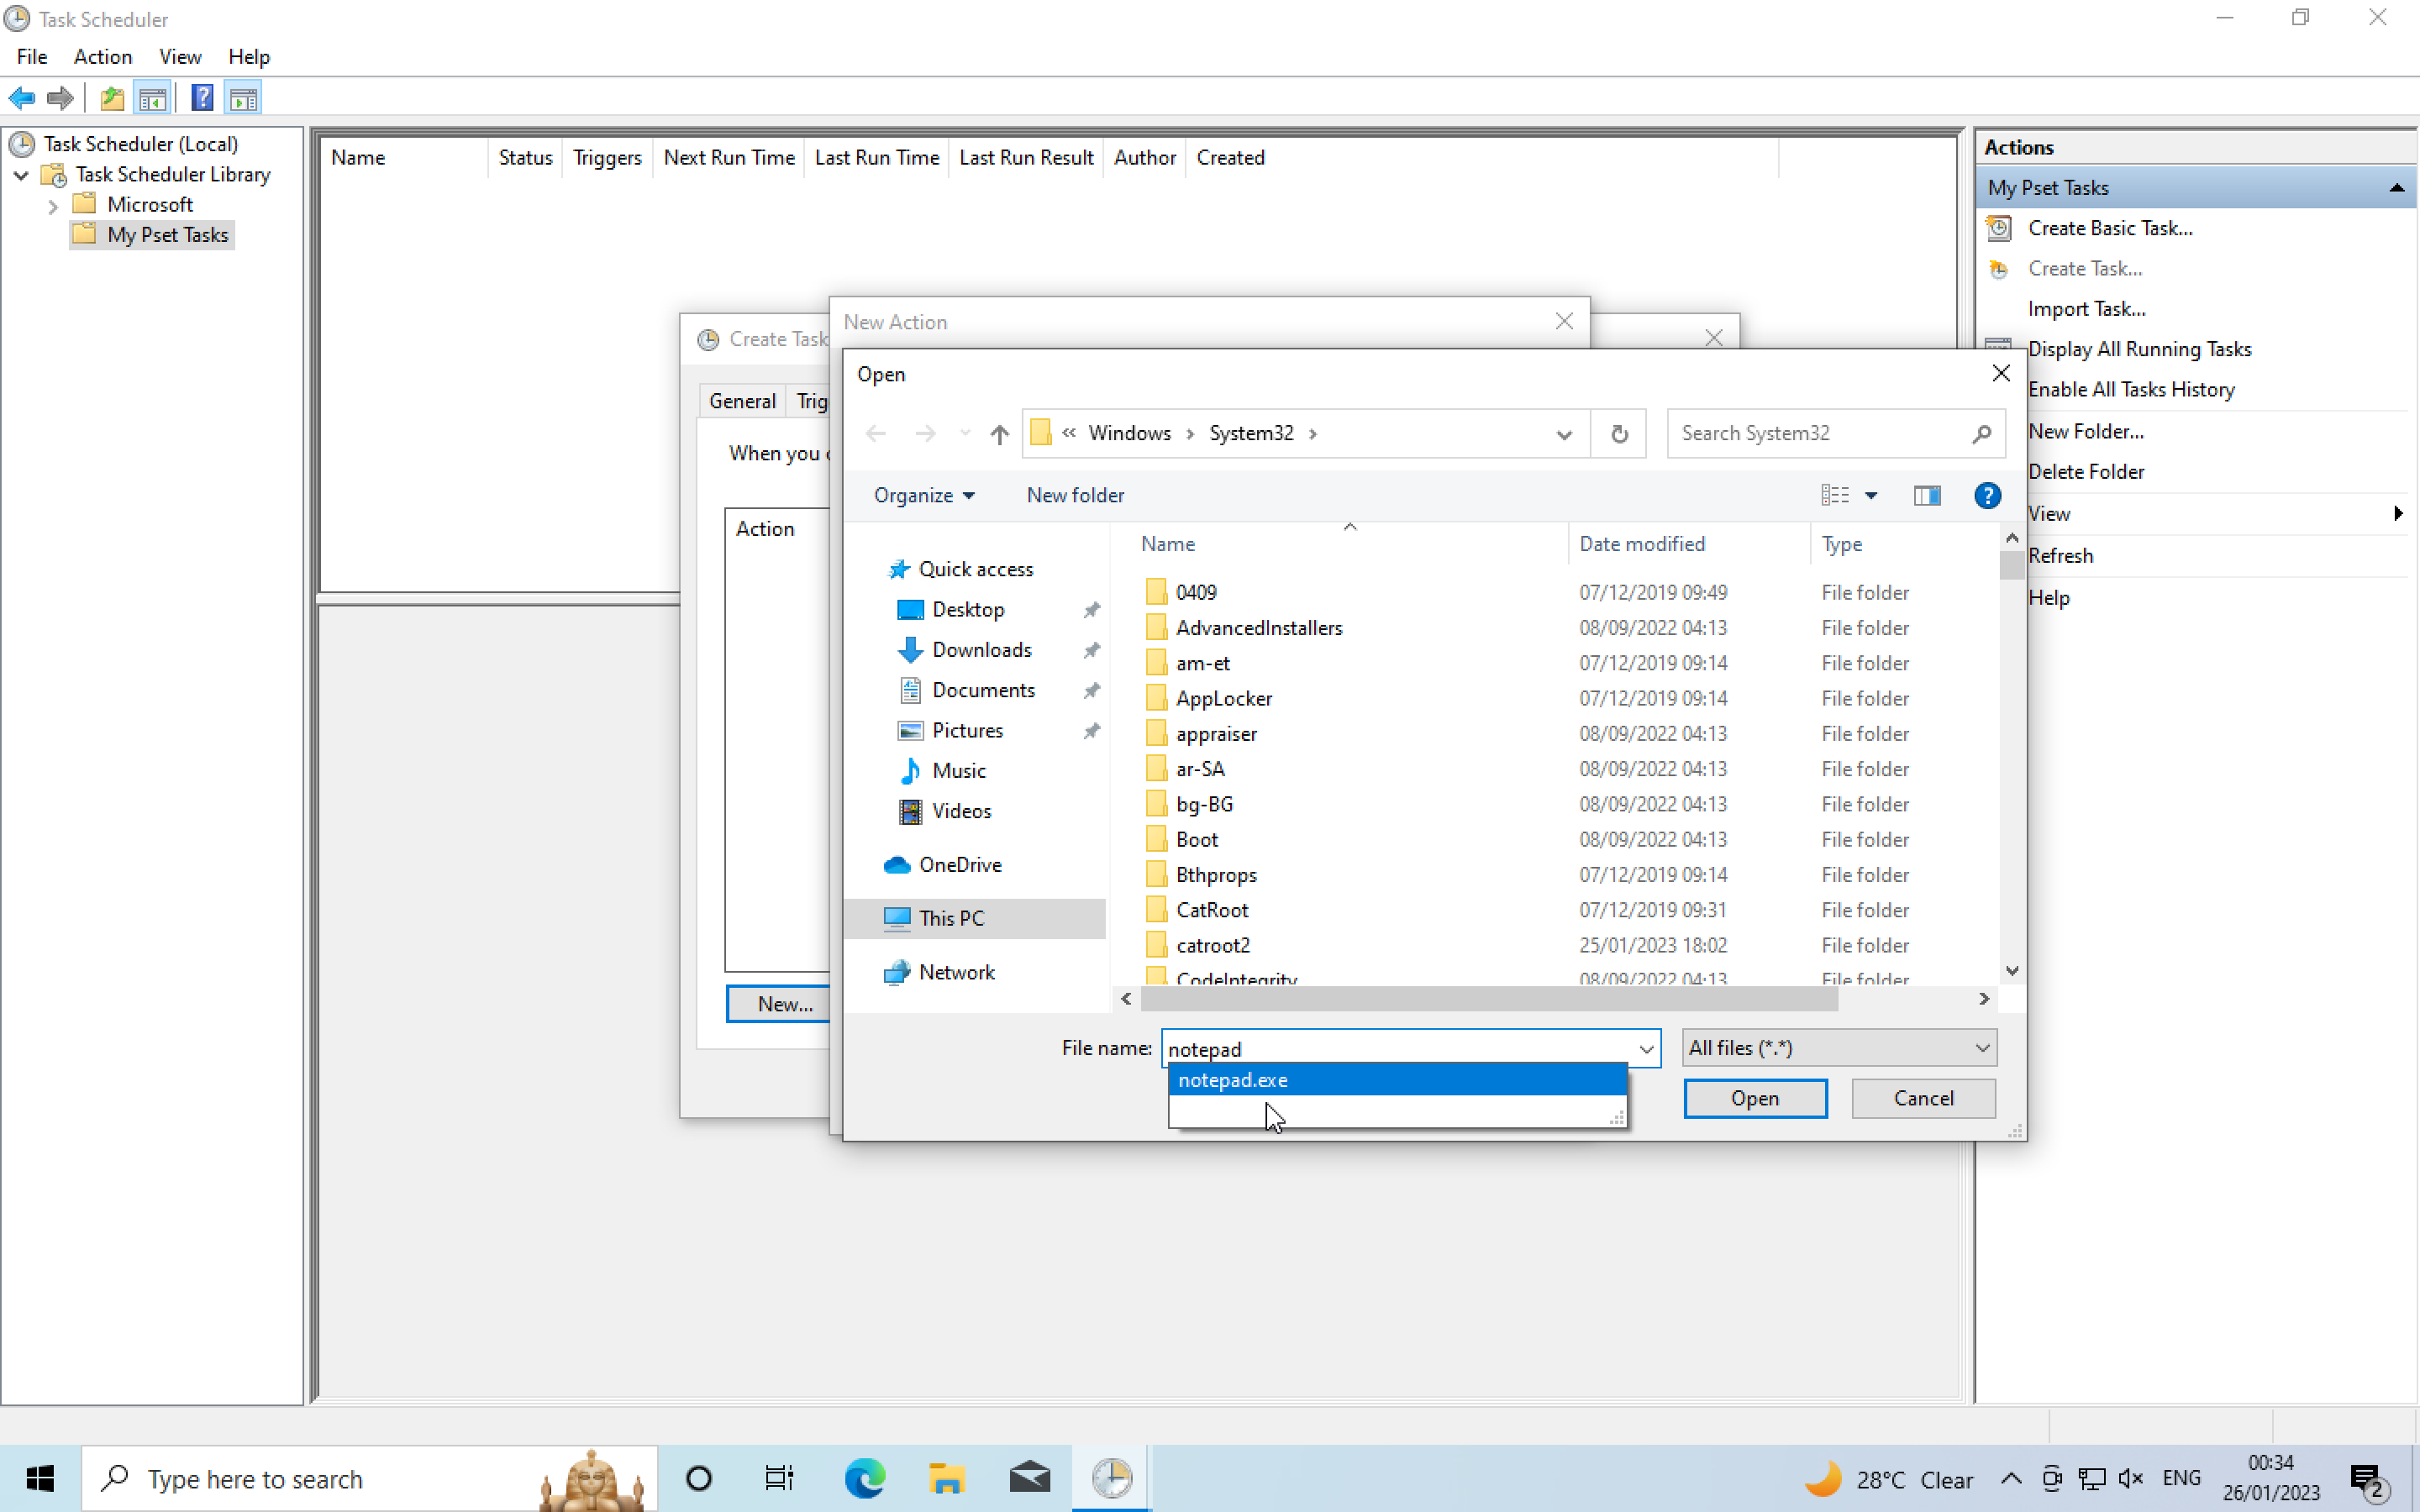 Task Scheduler
File Action View Help
Task Scheduler (Local)
Task Scheduler Library
Microsoft
My Pset Tasks
Name Status Triggers Next Run Time Last Run Time Last Run Result Author Created
Actions
My Pset Tasks
Create Basic Task...
Create Task...
Import Task...
Display All Running Tasks
Enable All Tasks History
New Folder...
Delete Folder
View
Refresh
Help
Create Task
General Trig
When you
Action
New...
New Action
Open
« Windows › System32 ›
Search System32
Organize New folder
?
Quick access
Desktop
Downloads
Documents
Pictures
Music
Videos
OneDrive
This PC
Network
Name Date modified Type
0409 07/12/2019 09:49 File folder
AdvancedInstallers 08/09/2022 04:13 File folder
am-et 07/12/2019 09:14 File folder
AppLocker 07/12/2019 09:14 File folder
appraiser 08/09/2022 04:13 File folder
ar-SA 08/09/2022 04:13 File folder
bg-BG 08/09/2022 04:13 File folder
Boot 08/09/2022 04:13 File folder
Bthprops 07/12/2019 09:14 File folder
CatRoot 07/12/2019 09:31 File folder
catroot2 25/01/2023 18:02 File folder
CodeIntegrity 08/09/2022 04:13 File folder
File name: notepad All files (*.*)
notepad.exe
Open Cancel
Type here to search
28°C Clear
ENG
00:34
26/01/2023
2